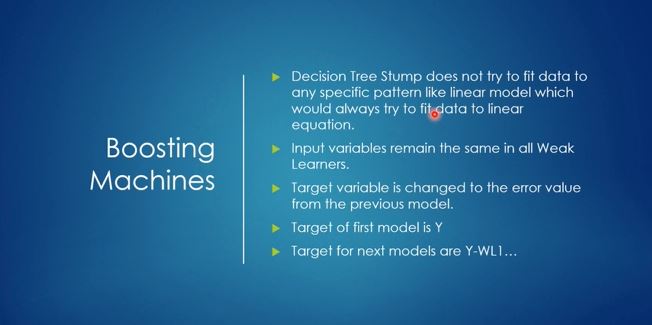 Boosting
Machines
Decision Tree Stump does not try to fit data to
any specific pattern like linear model which
would always try to fit data to linear
equation.
Input variables remain the same in all Weak
Learners.
Target variable is changed to the error value
from the previous model.
Target of first model is Y
Target for next models are Y-WL1...